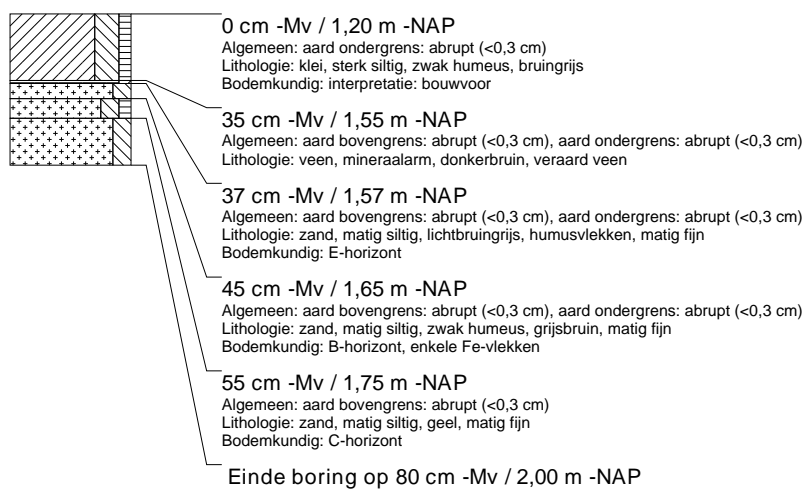 0 cm -Mv / 1,20 m -NAP
Algemeen: aard ondergrens: abrupt (<0,3 cm)
Lithologie: klei, sterk siltig, zwak humeus, bruingrijs
Bodemkundig: interpretatie: bouwvoor
35 cm -Mv / 1,55 m -NAP
Algemeen: aard bovengrens: abrupt (<0,3 cm), aard ondergrens: abrupt (<0,3 cm)
Lithologie: veen, mineraalarm, donkerbruin, veraard veen
37 cm -Mv / 1,57 m -NAP
Algemeen: aard bovengrens: abrupt (<0,3 cm), aard ondergrens: abrupt (<0,3 cm)
Lithologie: zand, matig siltig, lichtbruingrijs, humusvlekken, matig fijn
Bodemkundig: E-horizont
45 cm -Mv / 1,65 m -NAP
Algemeen: aard bovengrens: abrupt (<0,3 cm), aard ondergrens: abrupt (<0,3 cm)
Lithologie: zand, matig siltig, zwak humeus, grijsbruin, matig fijn
Bodemkundig: B-horizont, enkele Fe-vlekken
55 cm -Mv / 1,75 m -NAP
Algemeen: aard bovengrens: abrupt (<0,3 cm)
Lithologie: zand, matig siltig, geel, matig fijn
Bodemkundig: C-horizont
Einde boring op 80 cm -Mv / 2,00 m -NAP